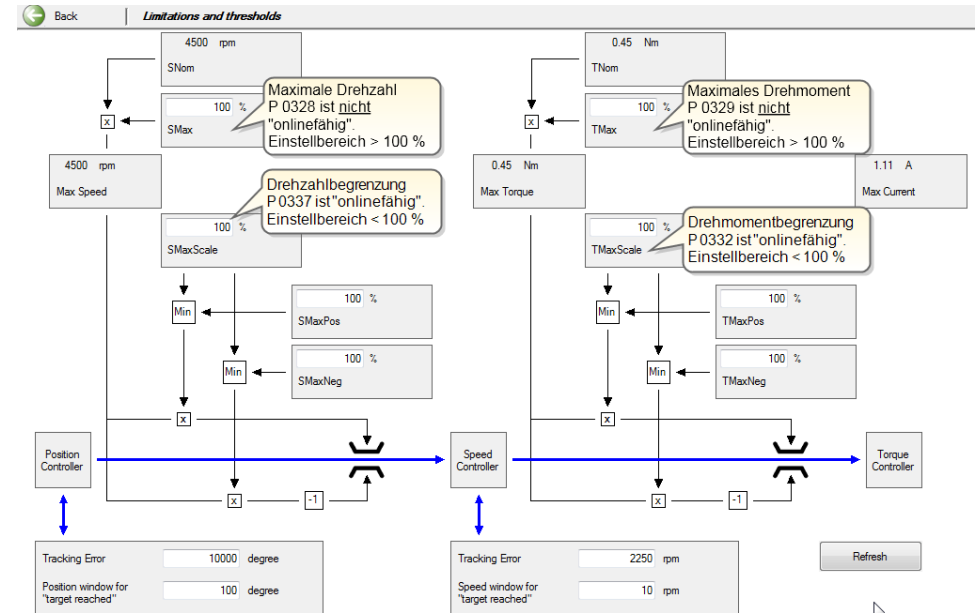 Back
Limitations and thresholds
4500 rpm
SNom
100 %
SMax
Maximale Drehzahl
P 0328 ist nicht
"onlinefähig".
Einstellbereich > 100 %
x
4500 rpm
Max Speed
Drehzahlbegrenzung
P 0337 ist "onlinefähig".
Einstellbereich < 100 %
100 %
SMaxScale
Min
100 %
SMaxPos
Min
100 %
SMaxNeg
x
x
-1
0.45 Nm
TNom
100 %
TMax
Maximales Drehmoment
P 0329 ist nicht
"onlinefähig".
Einstellbereich > 100 %
x
0.45 Nm
Max Torque
1.11 A
Max Current
100 %
TMaxScale
Drehmomentbegrenzung
P 0332 ist "onlinefähig".
Einstellbereich < 100 %
Min
100 %
TMaxPos
Min
100 %
TMaxNeg
x
x
-1
Position
Controller
Speed
Controller
Torque
Controller
Tracking Error 10000 degree
Position window for
"target reached" 100 degree
Tracking Error 2250 rpm
Speed window for
"target reached" 10 rpm
Refresh